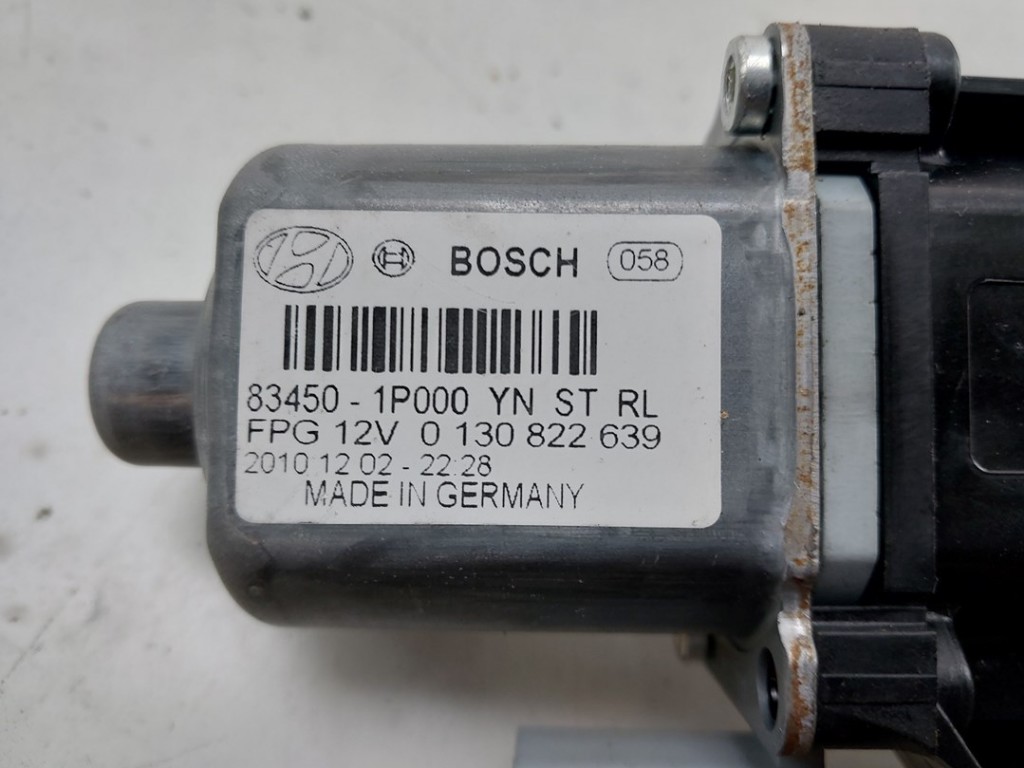 BOSCH 058
83450 - 1P000 YN ST RL
FPG 12V 0 130 822 639
2010 12 02 - 22:28
MADE IN GERMANY